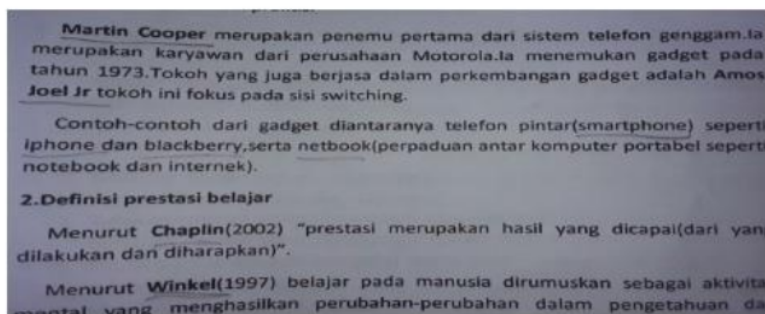 Martin Cooper merupakan penemu pertama dari sistem telefon genggam.Ia
merupakan karyawan dari perusahaan Motorola.Ia menemukan gadget pada
tahun 1973.Tokoh yang juga berjasa dalam perkembangan gadget adalah Amos
Joel Jr tokoh ini fokus pada sisi switching.
Contoh-contoh dari gadget diantaranya telefon pintar(smartphone) seperti
iphone dan blackberry,serta netbook(perpaduan antar komputer portabel seperti
notebook dan internek).
2.Definisi prestasi belajar
Menurut Chaplin(2002) "prestasi merupakan hasil yang dicapai(dari yan
dilakukan dan diharapkan)".
Menurut Winkel(1997) belajar pada manusia dirumuskan sebagai aktivita
mental yang menghasilkan perubahan-perubahan dalam pengetahuan da